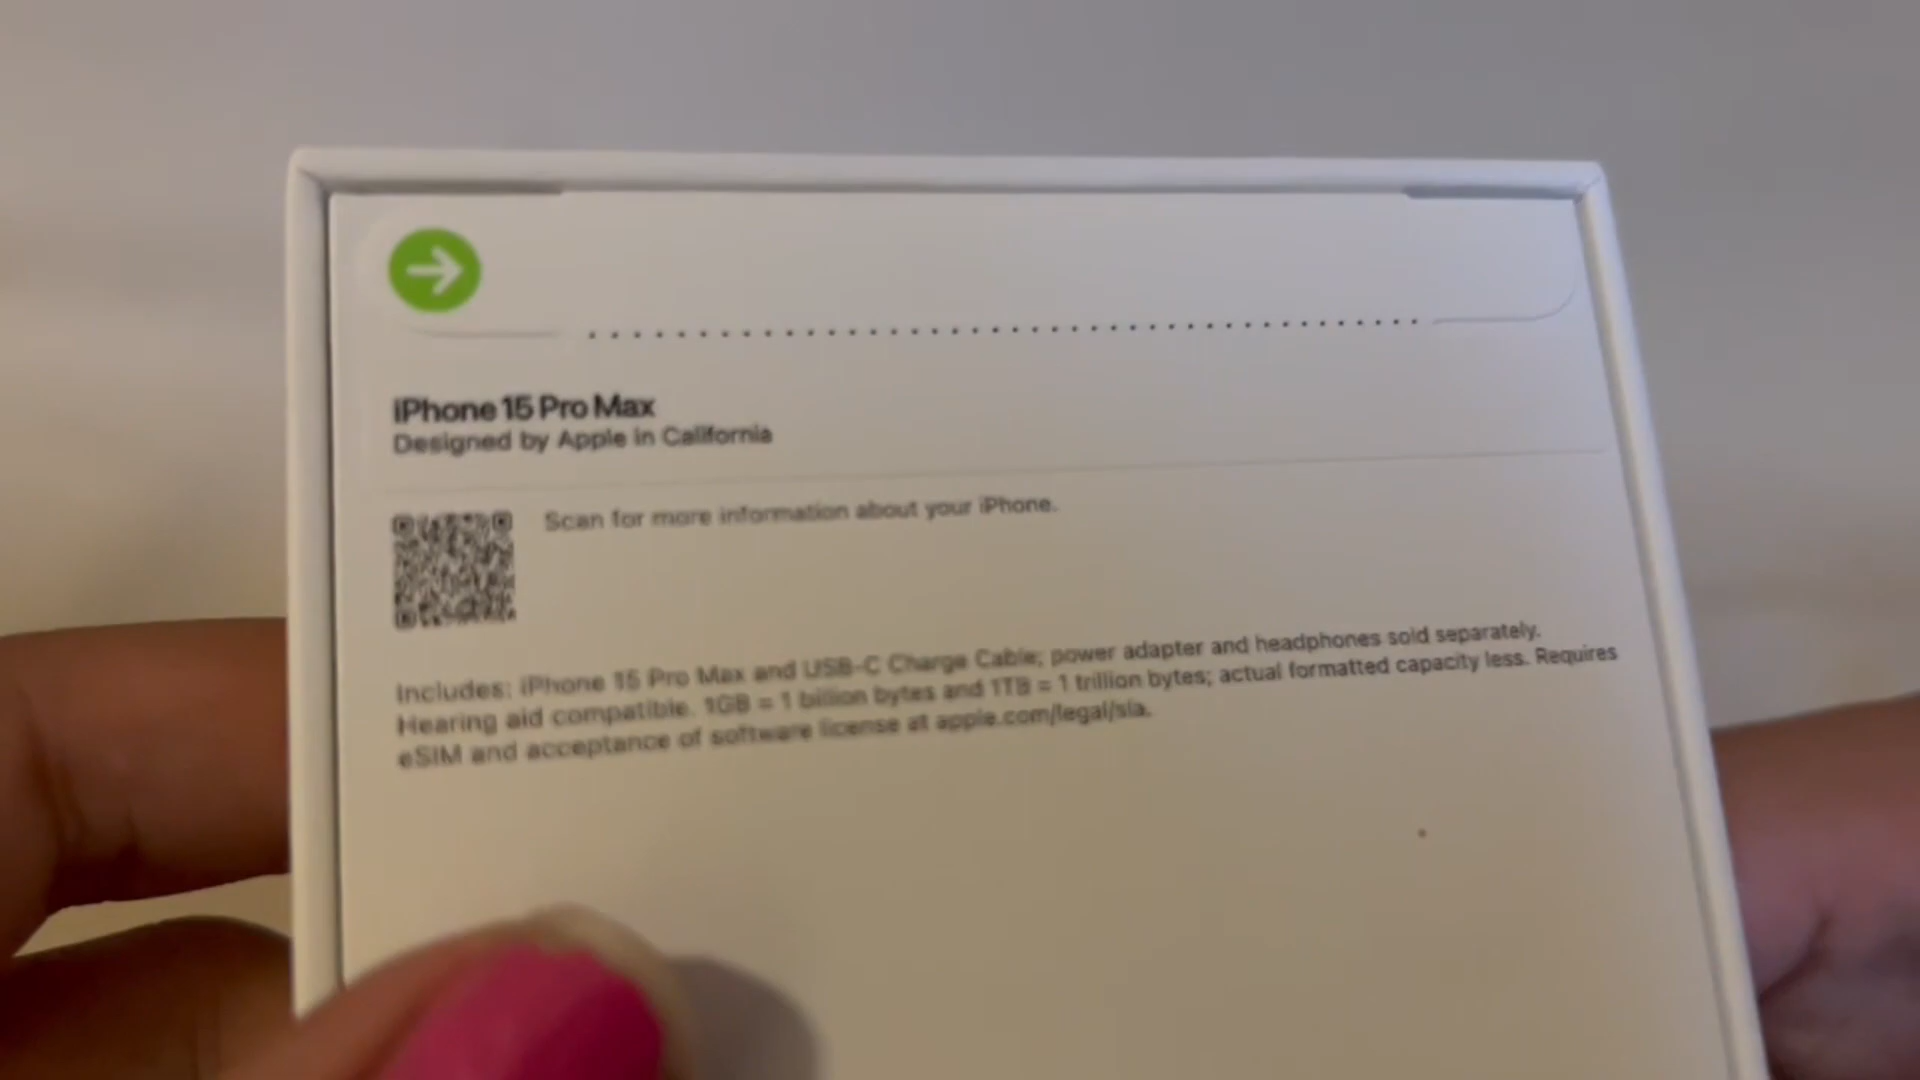 iPhone 15 Pro Max
Designed by Apple in California
Scan for more information about your iPhone.
Includes: iPhone 15 Pro Max and USB-C Charge Cable; power adapter and headphones sold separately.
Hearing aid compatible. 1GB = 1 billion bytes and 1TB = 1 trillion bytes; actual formatted capacity less. Requires
eSIM and acceptance of software license at apple.com/legal/sla.